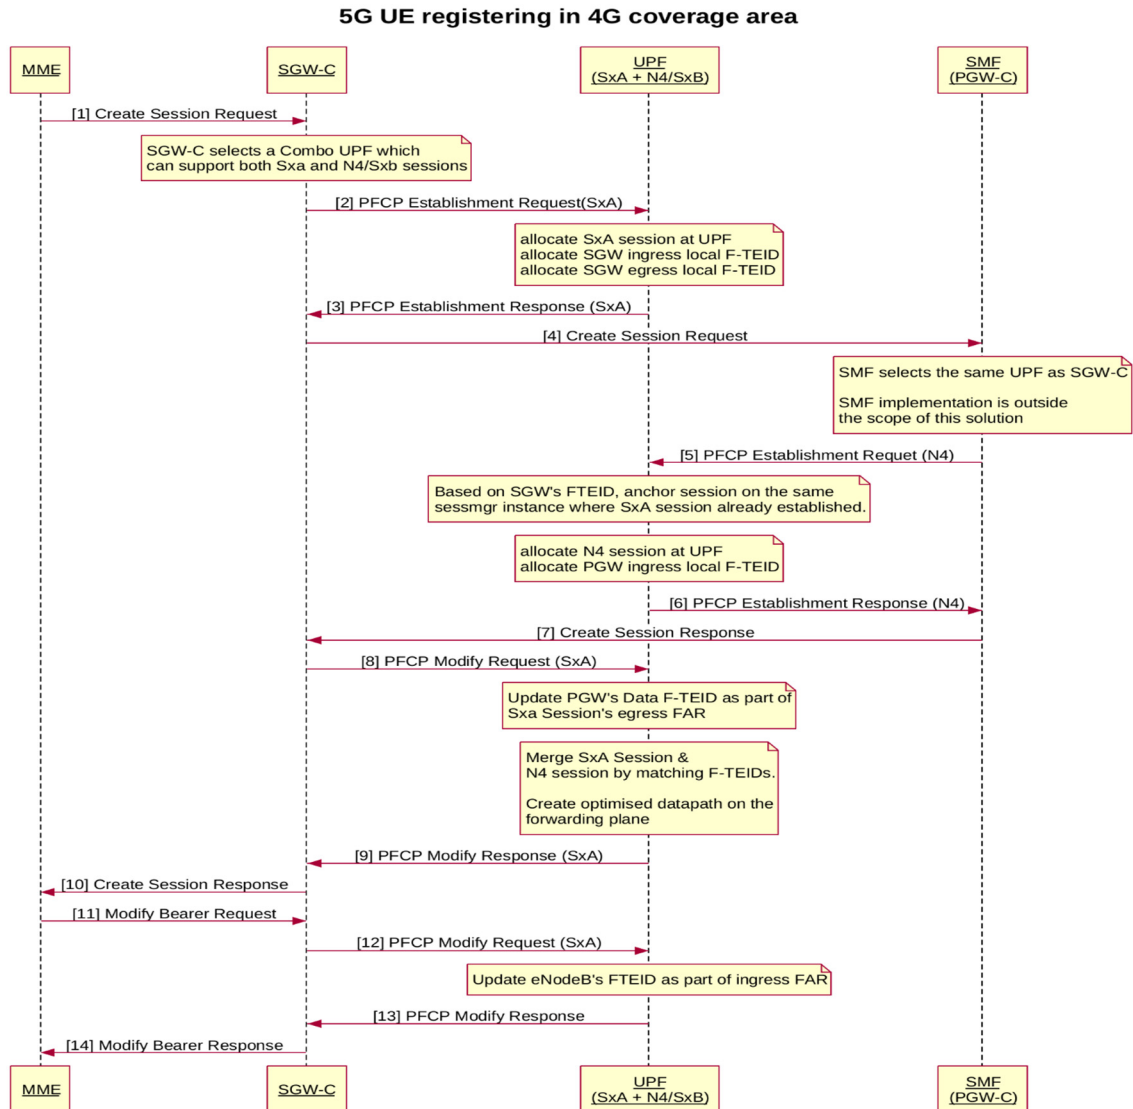 5G UE registering in 4G coverage area
MME
SGW-C
UPF
(SxA + N4/SxB)
SMF
(PGW-C)
[1] Create Session Request
SGW-C selects a Combo UPF which
can support both Sxa and N4/Sxb sessions
[2] PFCP Establishment Request(SxA)
allocate SxA session at UPF
allocate SGW ingress local F-TEID
allocate SGW egress local F-TEID
[3] PFCP Establishment Response (SxA)
[4] Create Session Request
SMF selects the same UPF as SGW-C
SMF implementation is outside
the scope of this solution
[5] PFCP Establishment Requet (N4)
Based on SGW's FTEID, anchor session on the same
sessmgr instance where SxA session already established.
allocate N4 session at UPF
allocate PGW ingress local F-TEID
[6] PFCP Establishment Response (N4)
[7] Create Session Response
[8] PFCP Modify Request (SxA)
Update PGW's Data F-TEID as part of
Sxa Session's egress FAR
Merge SxA Session &
N4 session by matching F-TEIDs.
Create optimised datapath on the
forwarding plane
[9] PFCP Modify Response (SxA)
[10] Create Session Response
[11] Modify Bearer Request
[12] PFCP Modify Request (SxA)
Update eNodeB's FTEID as part of ingress FAR
[13] PFCP Modify Response
[14] Modify Bearer Response
MME
SGW-C
UPF
(SxA + N4/SxB)
SMF
(PGW-C)